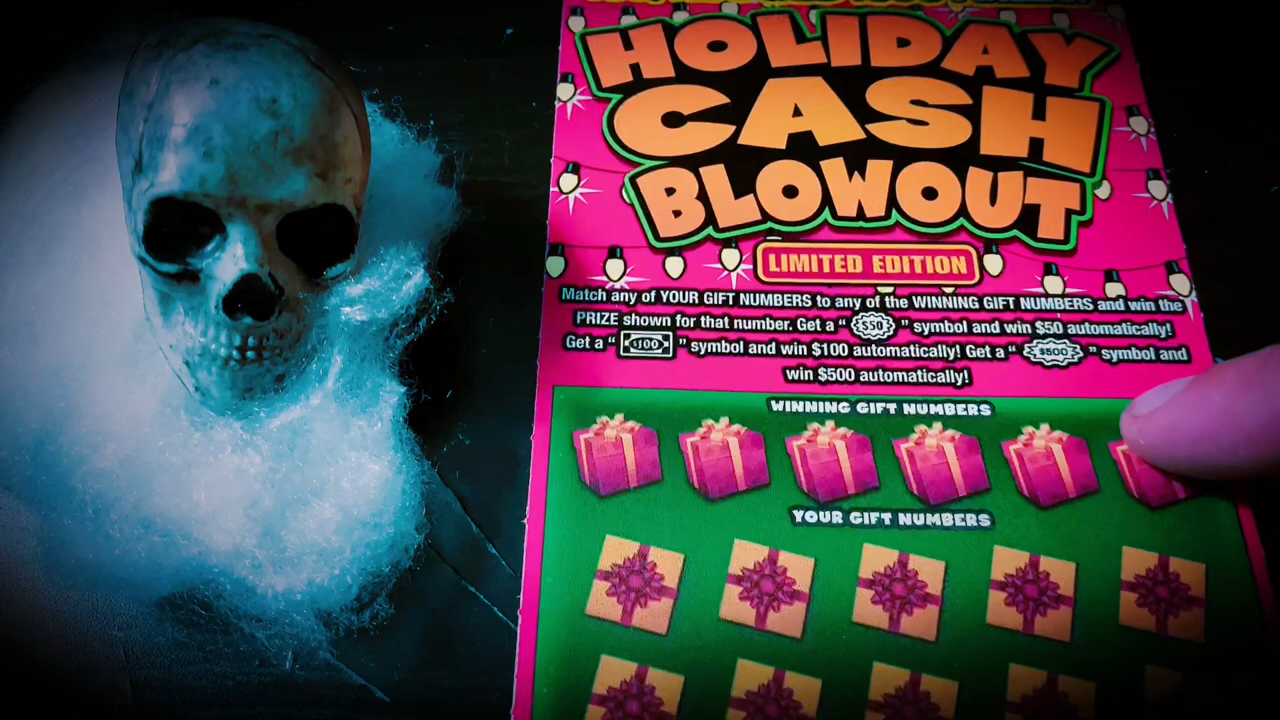 HOLIDAY
CASH
BLOWOUT
LIMITED EDITION
Match any of YOUR GIFT NUMBERS to any of the WINNING GIFT NUMBERS and win the
PRIZE shown for that number. Get a " $50 " symbol and win $50 automatically!
Get a " $100 " symbol and win $100 automatically! Get a " $500 " symbol and
win $500 automatically!
WINNING GIFT NUMBERS
YOUR GIFT NUMBERS